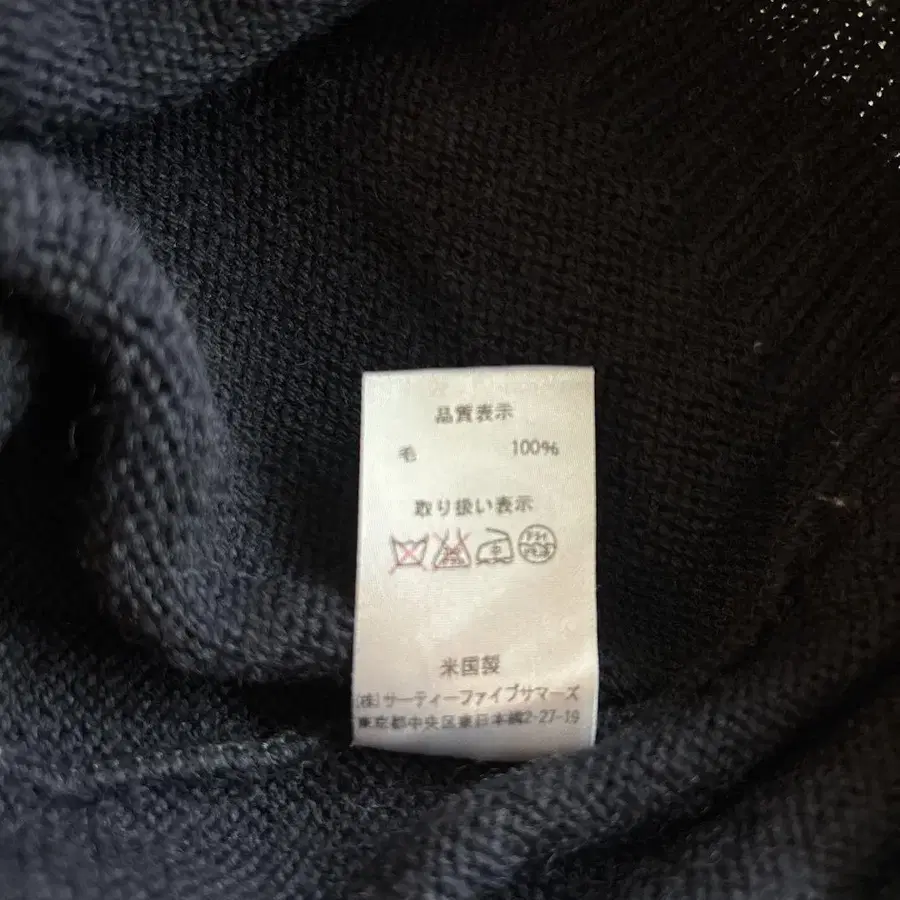 品質表示
毛 100%
取り扱い表示
中
米国製
(株)サーティーファイブサマーズ
東京都中央区東日本橋2-27-19